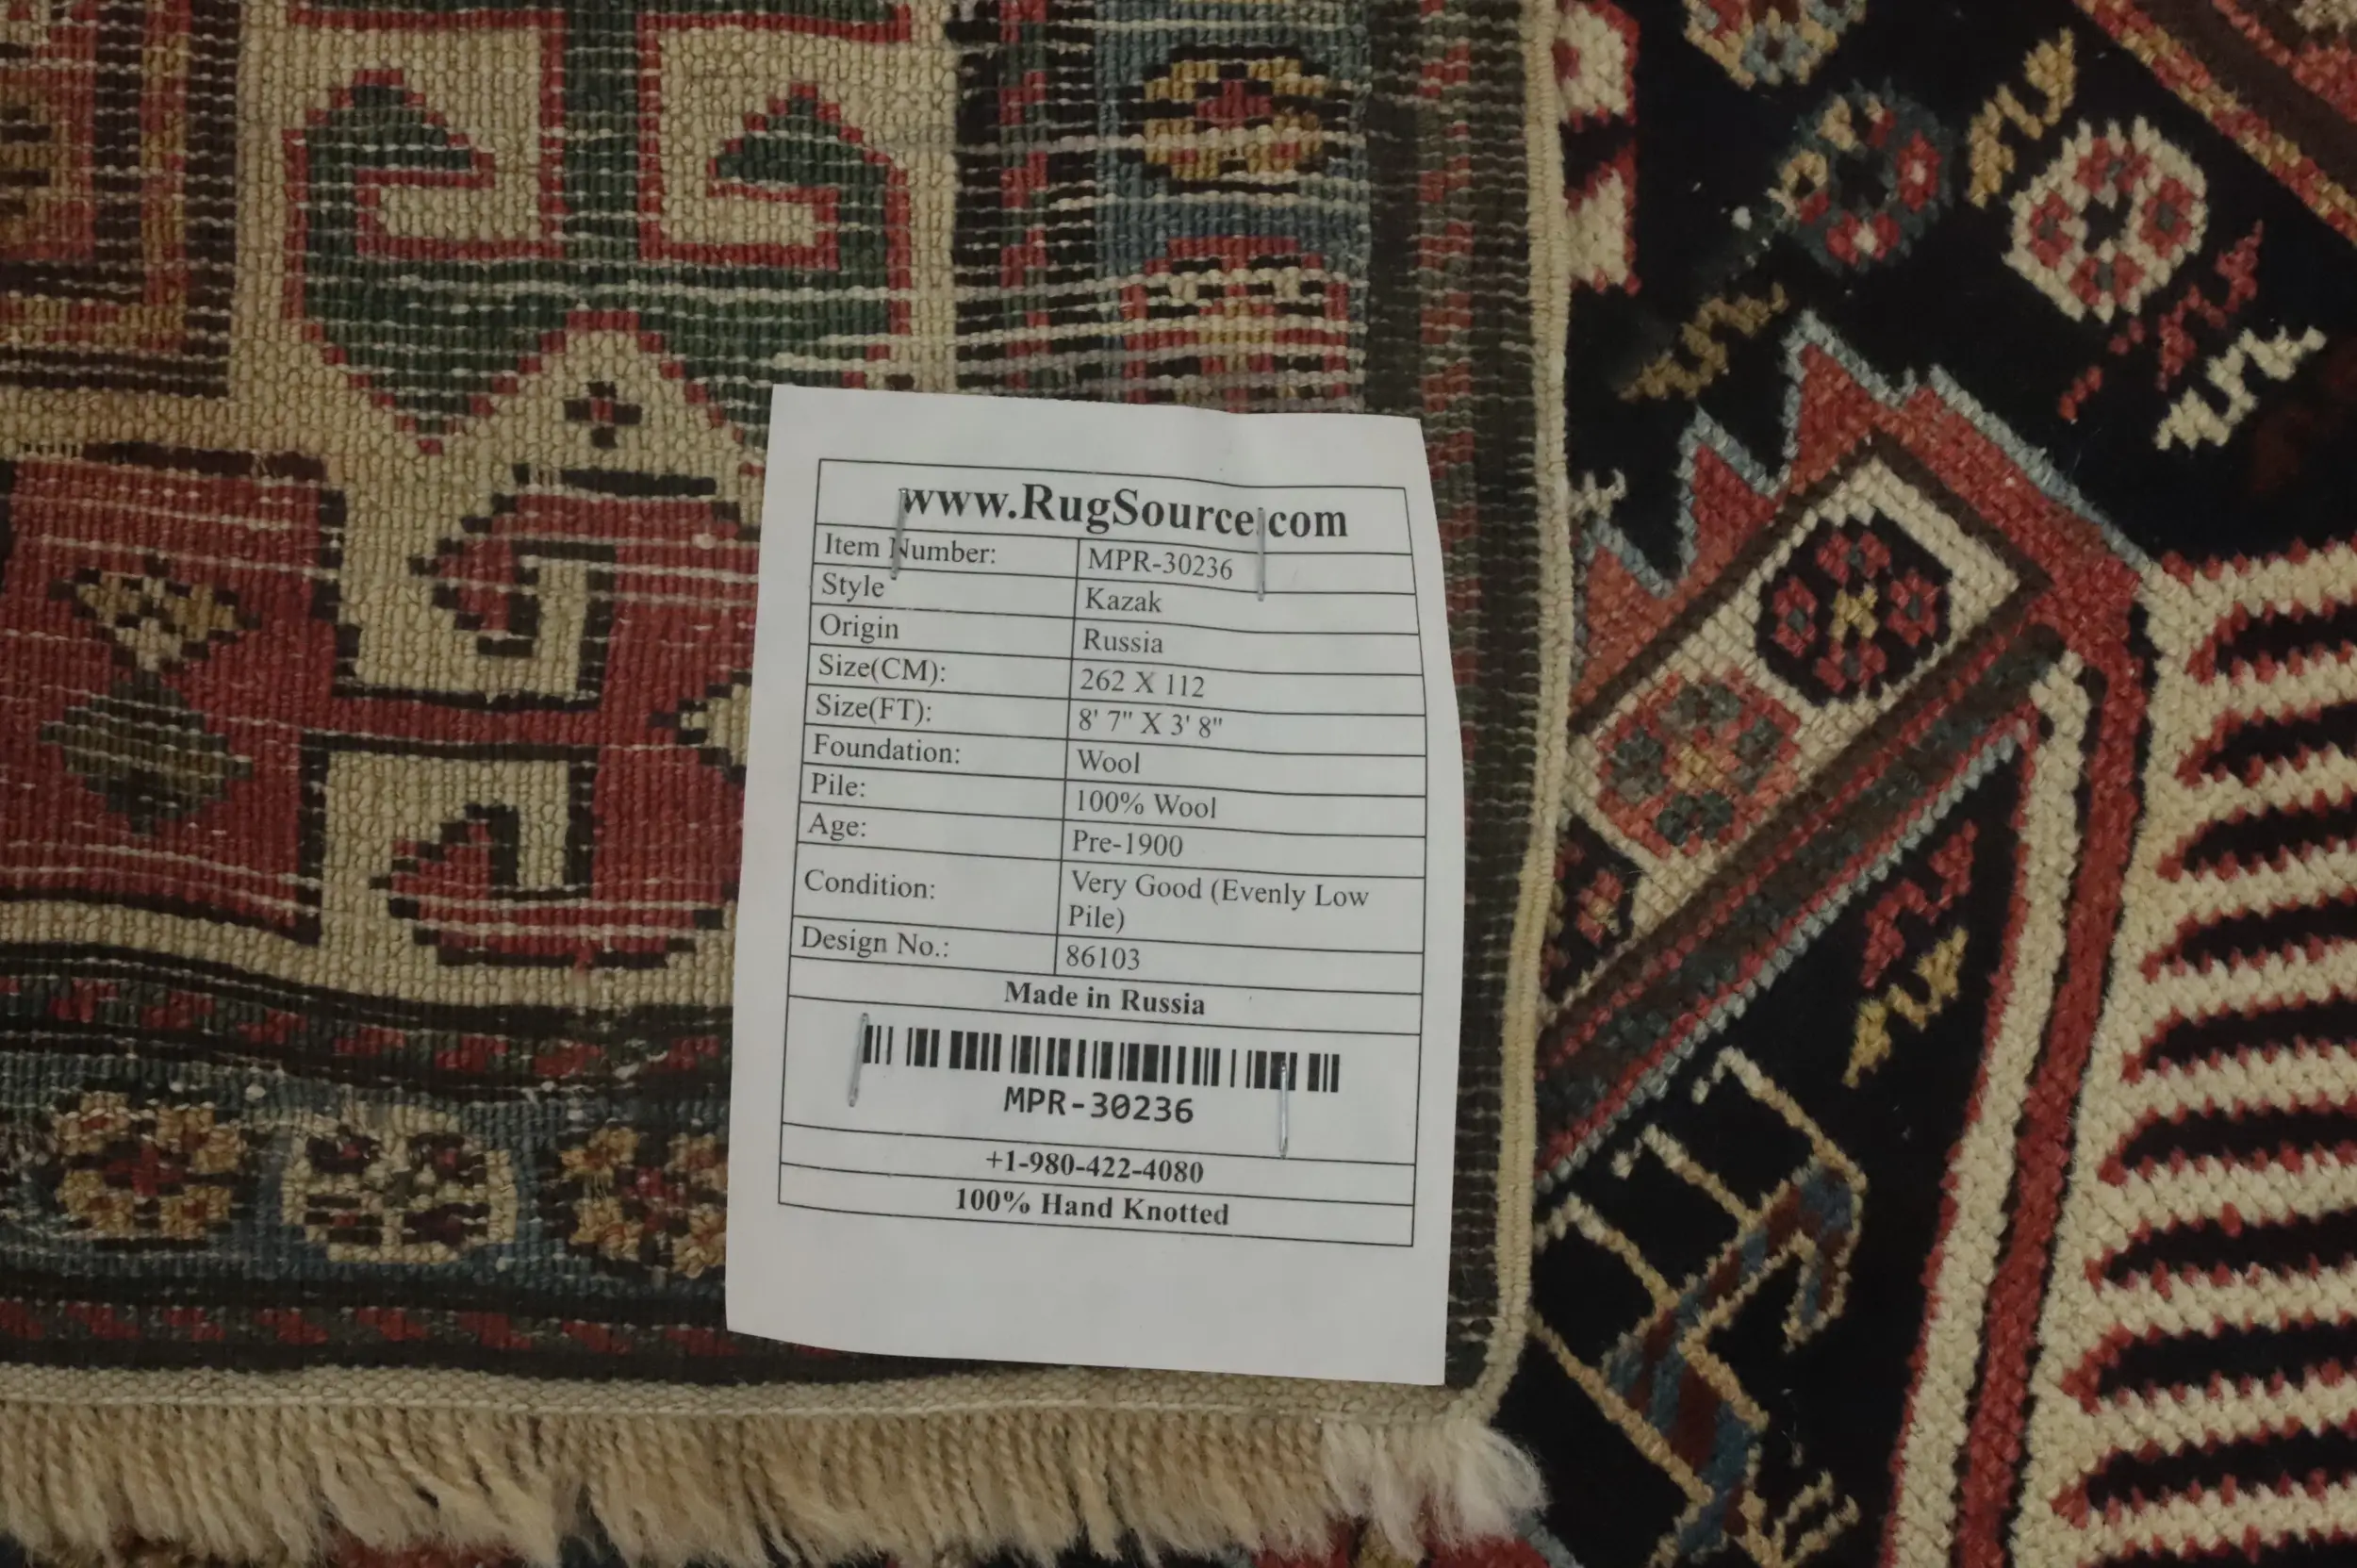 www.RugSource.com
Item Number: MPR-30236
Style Kazak
Origin Russia
Size(CM): 262 X 112
Size(FT): 8' 7" X 3' 8"
Foundation: Wool
Pile: 100% Wool
Age: Pre-1900
Condition: Very Good (Evenly Low
Pile)
Design No.: 86103
Made in Russia
MPR-30236
+1-980-422-4080
100% Hand Knotted